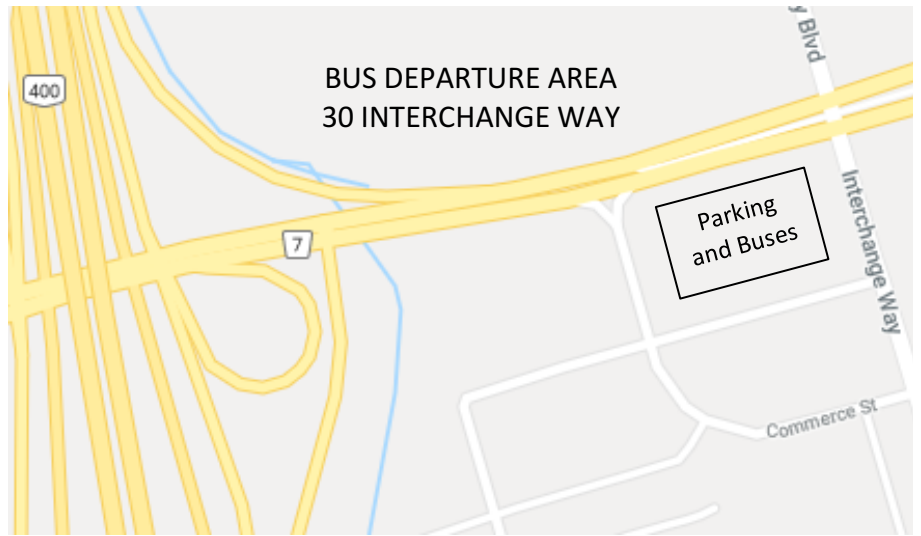 BUS DEPARTURE AREA
30 INTERCHANGE WAY
400
y Blvd
7
Parking
and Buses
Interchange Way
Commerce St